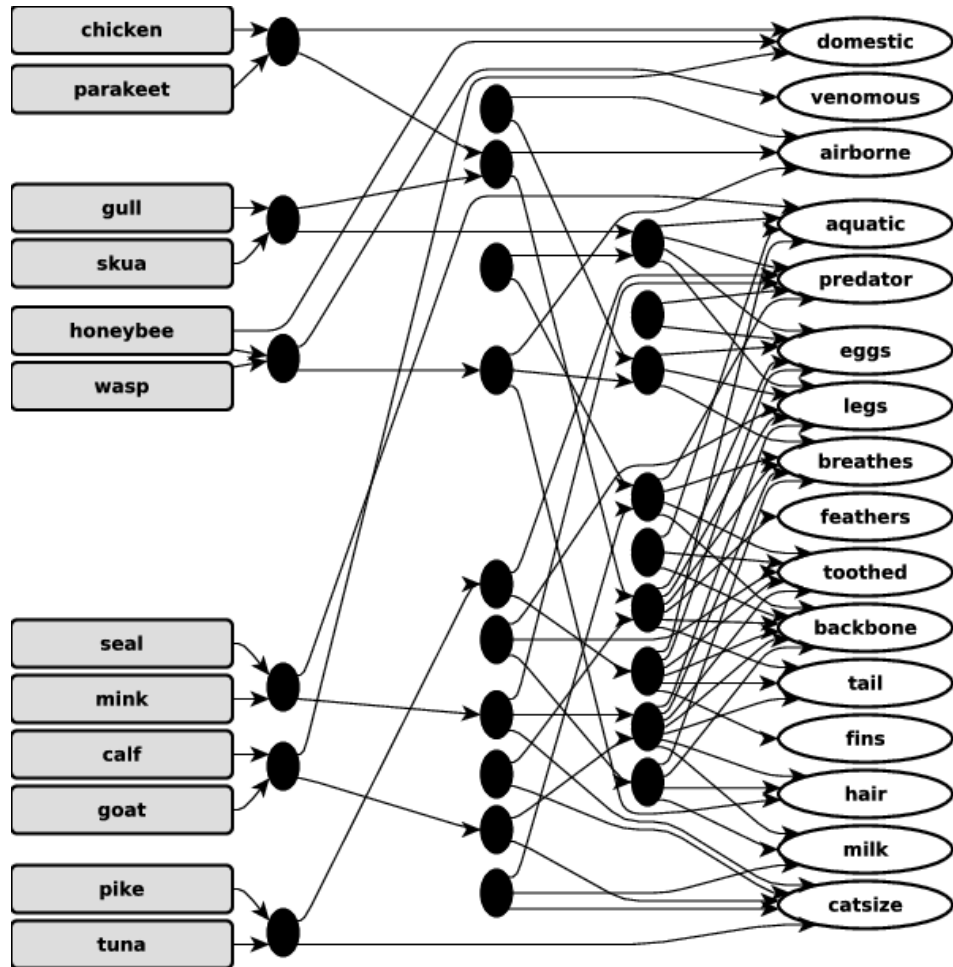 chicken
parakeet
gull
skua
honeybee
wasp
seal
mink
calf
goat
pike
tuna
domestic
venomous
airborne
aquatic
predator
eggs
legs
breathes
feathers
toothed
backbone
tail
fins
hair
milk
catsize